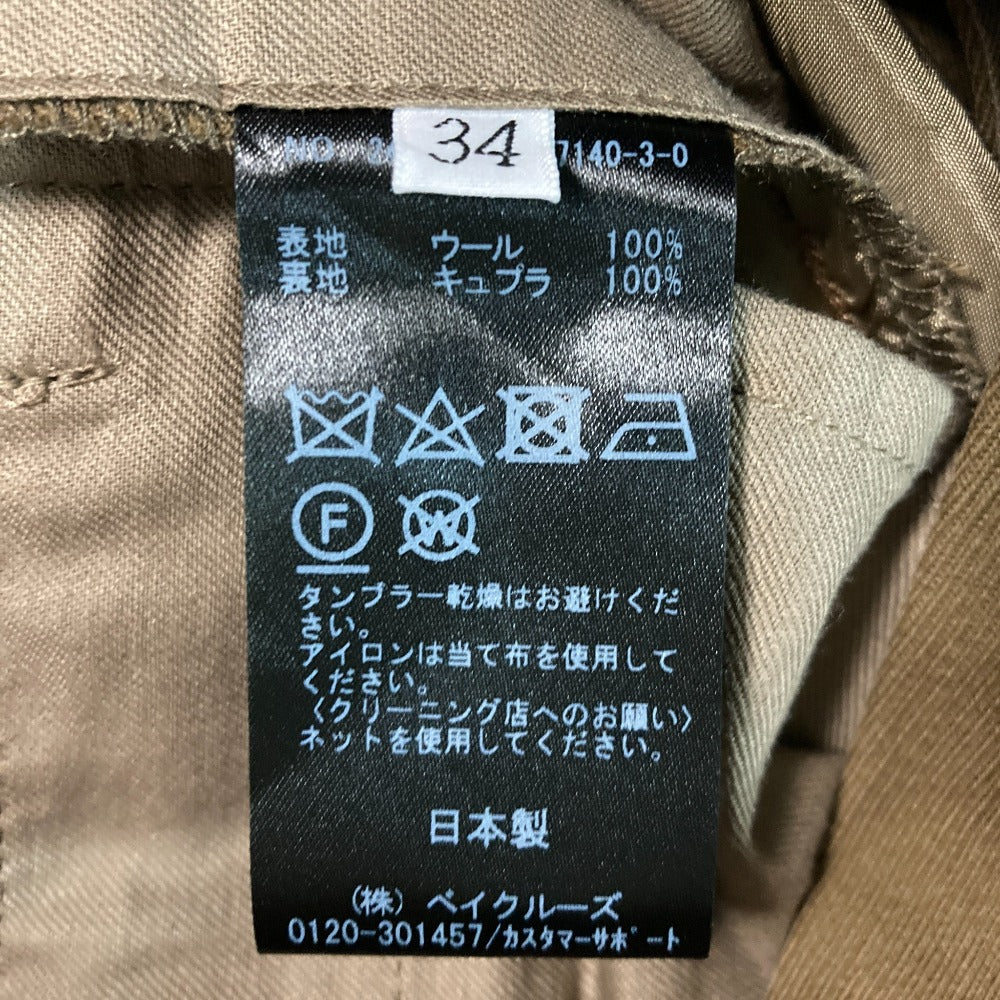 34
NO 7140-3-0
表地 ウール 100%
裏地 キュプラ 100%
W
F
タンブラー乾燥はお避けくだ
さい。
アイロンは当て布を使用して
ください。
〈クリーニング店へのお願い〉
ネットを使用してください。
日本製
(株) ベイクルーズ
0120-301457/カスタマーサポート